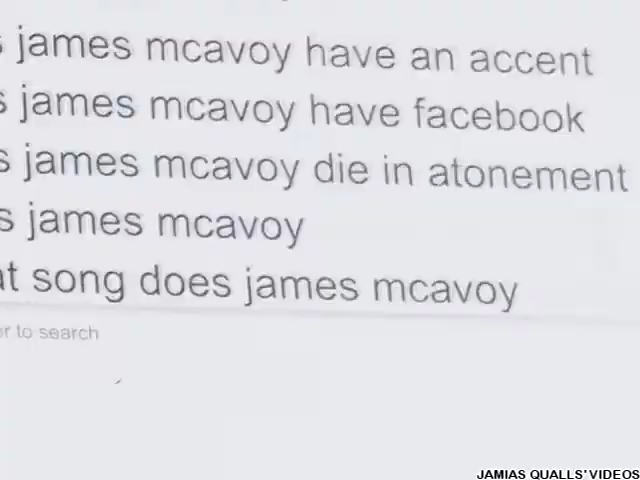 s james mcavoy have an accent
s james mcavoy have facebook
s james mcavoy die in atonement
s james mcavoy
at song does james mcavoy
er to search
JAMIAS QUALLS' VIDEOS